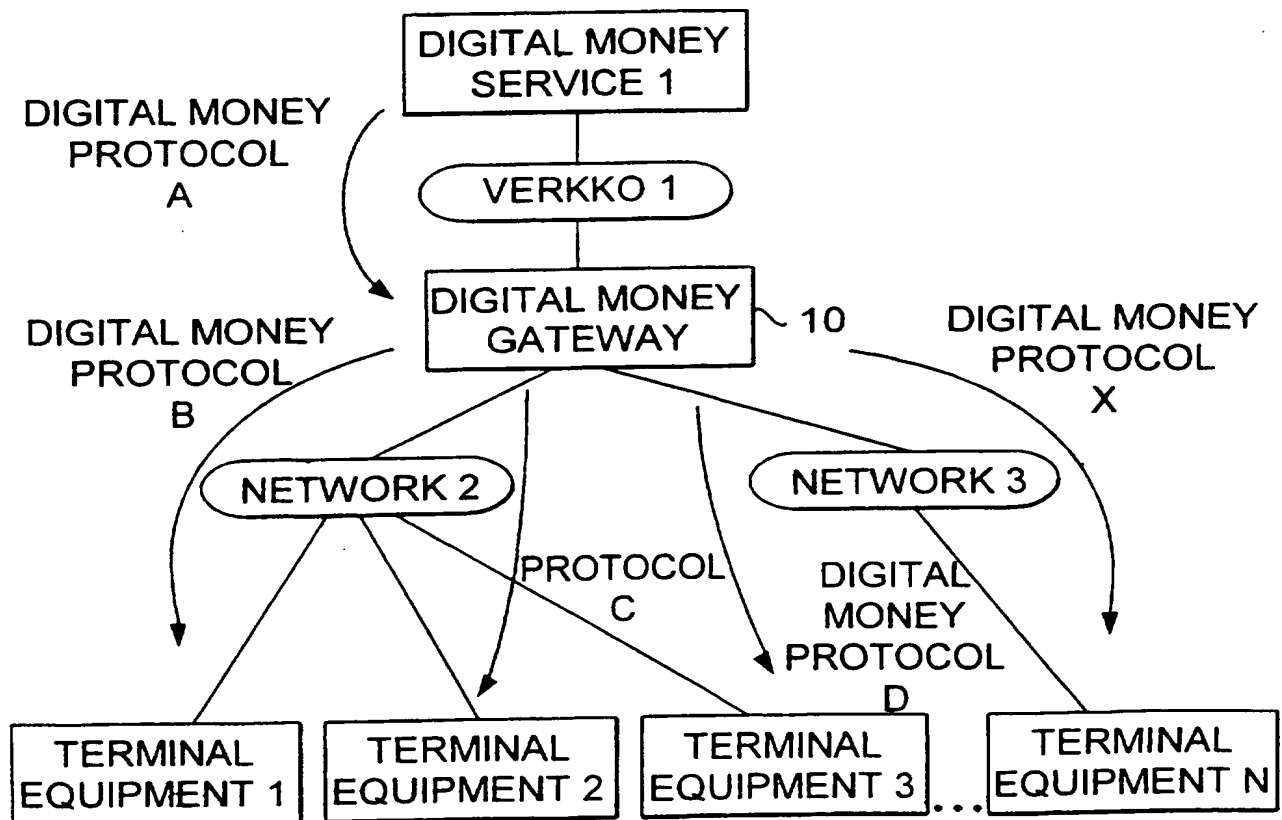 DIGITAL MONEY
SERVICE 1
DIGITAL MONEY
PROTOCOL
A
VERKKO 1
DIGITAL MONEY
GATEWAY
10
DIGITAL MONEY
PROTOCOL
B
DIGITAL MONEY
PROTOCOL
X
NETWORK 2
NETWORK 3
PROTOCOL
C
DIGITAL
MONEY
PROTOCOL
D
TERMINAL
EQUIPMENT 1
TERMINAL
EQUIPMENT 2
TERMINAL
EQUIPMENT 3
...
TERMINAL
EQUIPMENT N